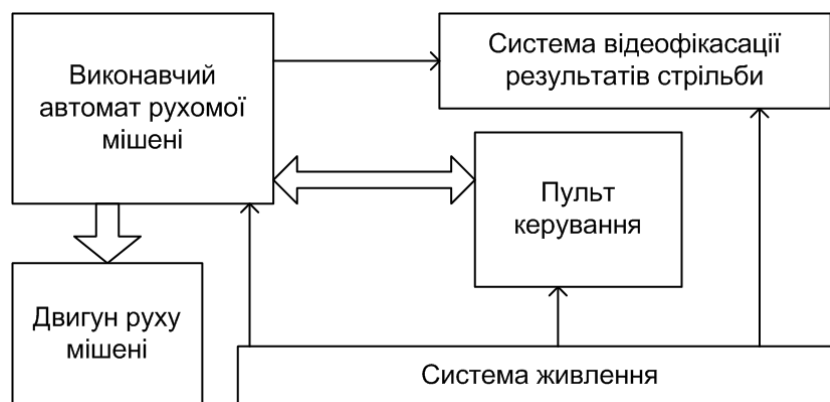 Виконавчий
автомат рухомої
мішені
Система відеофікасації
результатів стрільби
Пульт
керування
Двигун руху
мішені
Система живлення